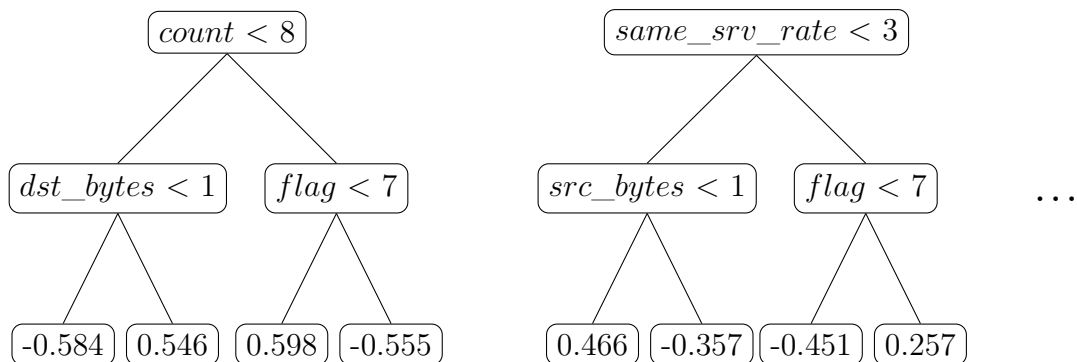 count < 8 same_srv_rate < 3
dst_bytes < 1 flag < 7 src_bytes < 1 flag < 7 ...
-0.584 0.546 0.598 -0.555 0.466 -0.357 -0.451 0.257